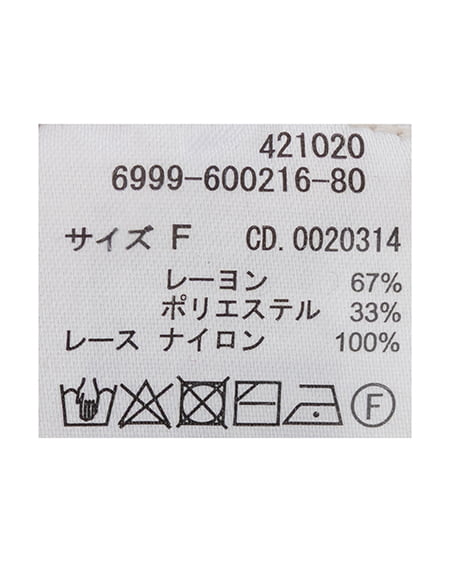 421020
6999-600216-80
サイズ F CD. 0020314
レーヨン 67%
ポリエステル 33%
レース ナイロン 100%
F